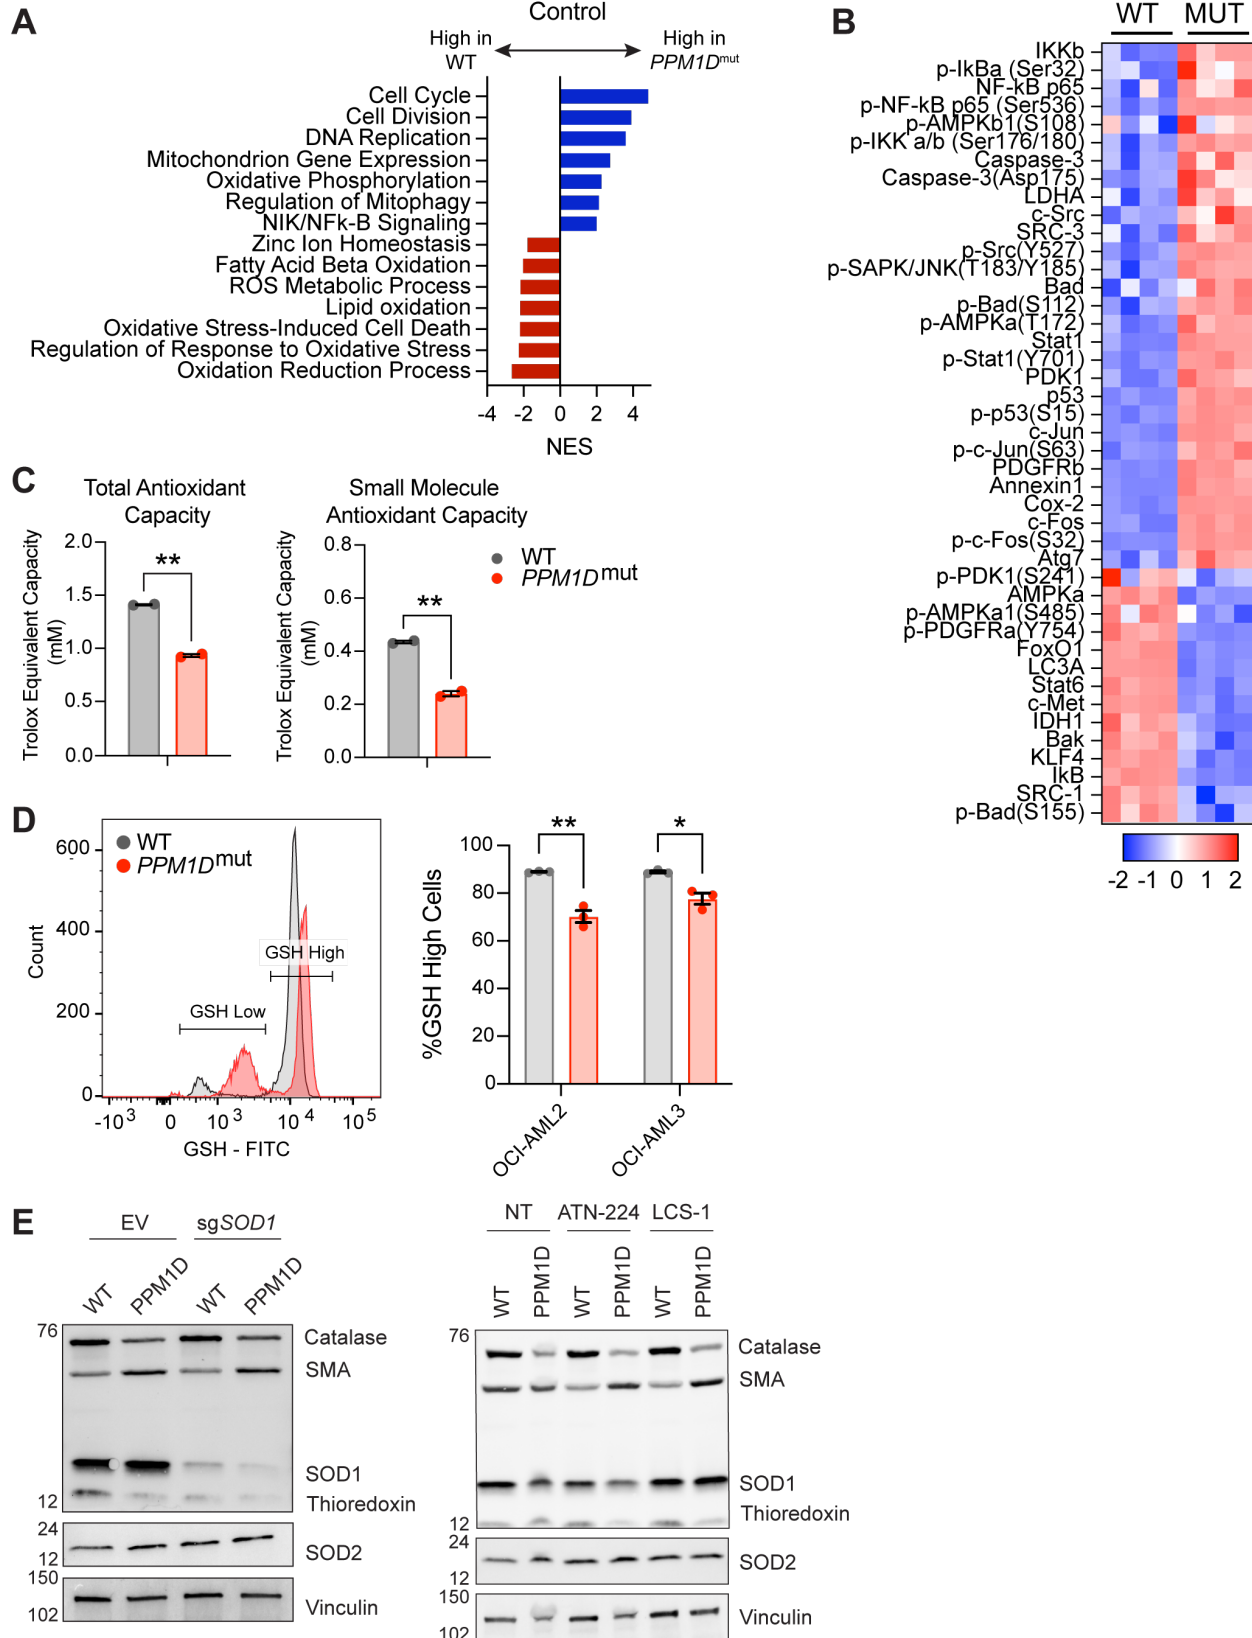 A
Control
High in
WT
High in
PPM1Dmut
Cell Cycle
Cell Division
DNA Replication
Mitochondrion Gene Expression
Oxidative Phosphorylation
Regulation of Mitophagy
NIK/NFk-B Signaling
Zinc Ion Homeostasis
Fatty Acid Beta Oxidation
ROS Metabolic Process
Lipid oxidation
Oxidative Stress-Induced Cell Death
Regulation of Response to Oxidative Stress
Oxidation Reduction Process
-4 -2 0 2 4
NES
B
WT MUT
IKKb
p-IkBa (Ser32)
NF-kB p65
p-NF-kB p65 (Ser536)
p-AMPKb1(S108)
p-IKK a/b (Ser176/180)
Caspase-3
Caspase-3(Asp175)
LDHA
c-Src
SRC-3
p-Src(Y527)
p-SAPK/JNK(T183/Y185)
Bad
p-Bad(S112)
p-AMPKa(T172)
Stat1
p-Stat1(Y701)
PDK1
p53
p-p53(S15)
c-Jun
p-c-Jun(S63)
PDGFRb
Annexin1
Cox-2
c-Fos
p-c-Fos(S32)
Atg7
p-PDK1(S241)
AMPKa
p-AMPKa1(S485)
p-PDGFRa(Y754)
FoxO1
LC3A
Stat6
c-Met
IDH1
Bak
KLF4
IkB
SRC-1
p-Bad(S155)
-2 -1 0 1 2
C
Total Antioxidant
Capacity
Trolox Equivalent Capacity
(mM)
2.0
1.5
1.0
0.5
0.0
**
Small Molecule
Antioxidant Capacity
Trolox Equivalent Capacity
(mM)
0.8
0.6
0.4
0.2
0.0
**
WT
PPM1Dmut
D
WT
PPM1Dmut
Count
600
400
200
0
GSH High
GSH Low
-103 0 103 104 105
GSH - FITC
%GSH High Cells
100
80
60
40
20
0
** *
OCI-AML2
OCI-AML3
E
EV sgSOD1
WT PPM1D WT PPM1D
76
12
Catalase
SMA
SOD1
Thioredoxin
24
12
SOD2
150
102
Vinculin
NT ATN-224 LCS-1
WT PPM1D WT PPM1D WT PPM1D
76
12
Catalase
SMA
SOD1
Thioredoxin
24
12
SOD2
150
102
Vinculin